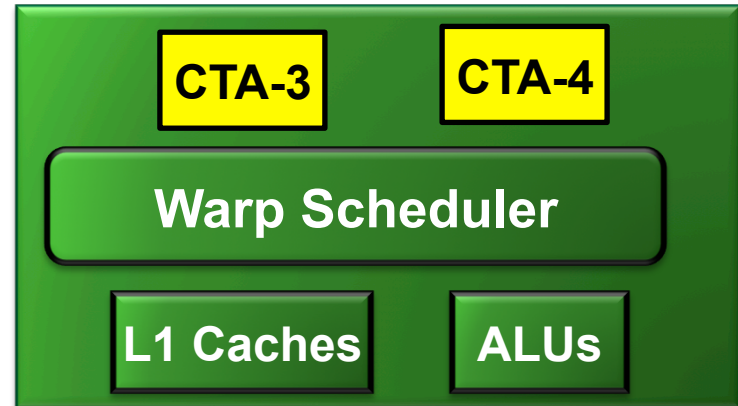 CTA-3
CTA-4
Warp Scheduler
L1 Caches
ALUs